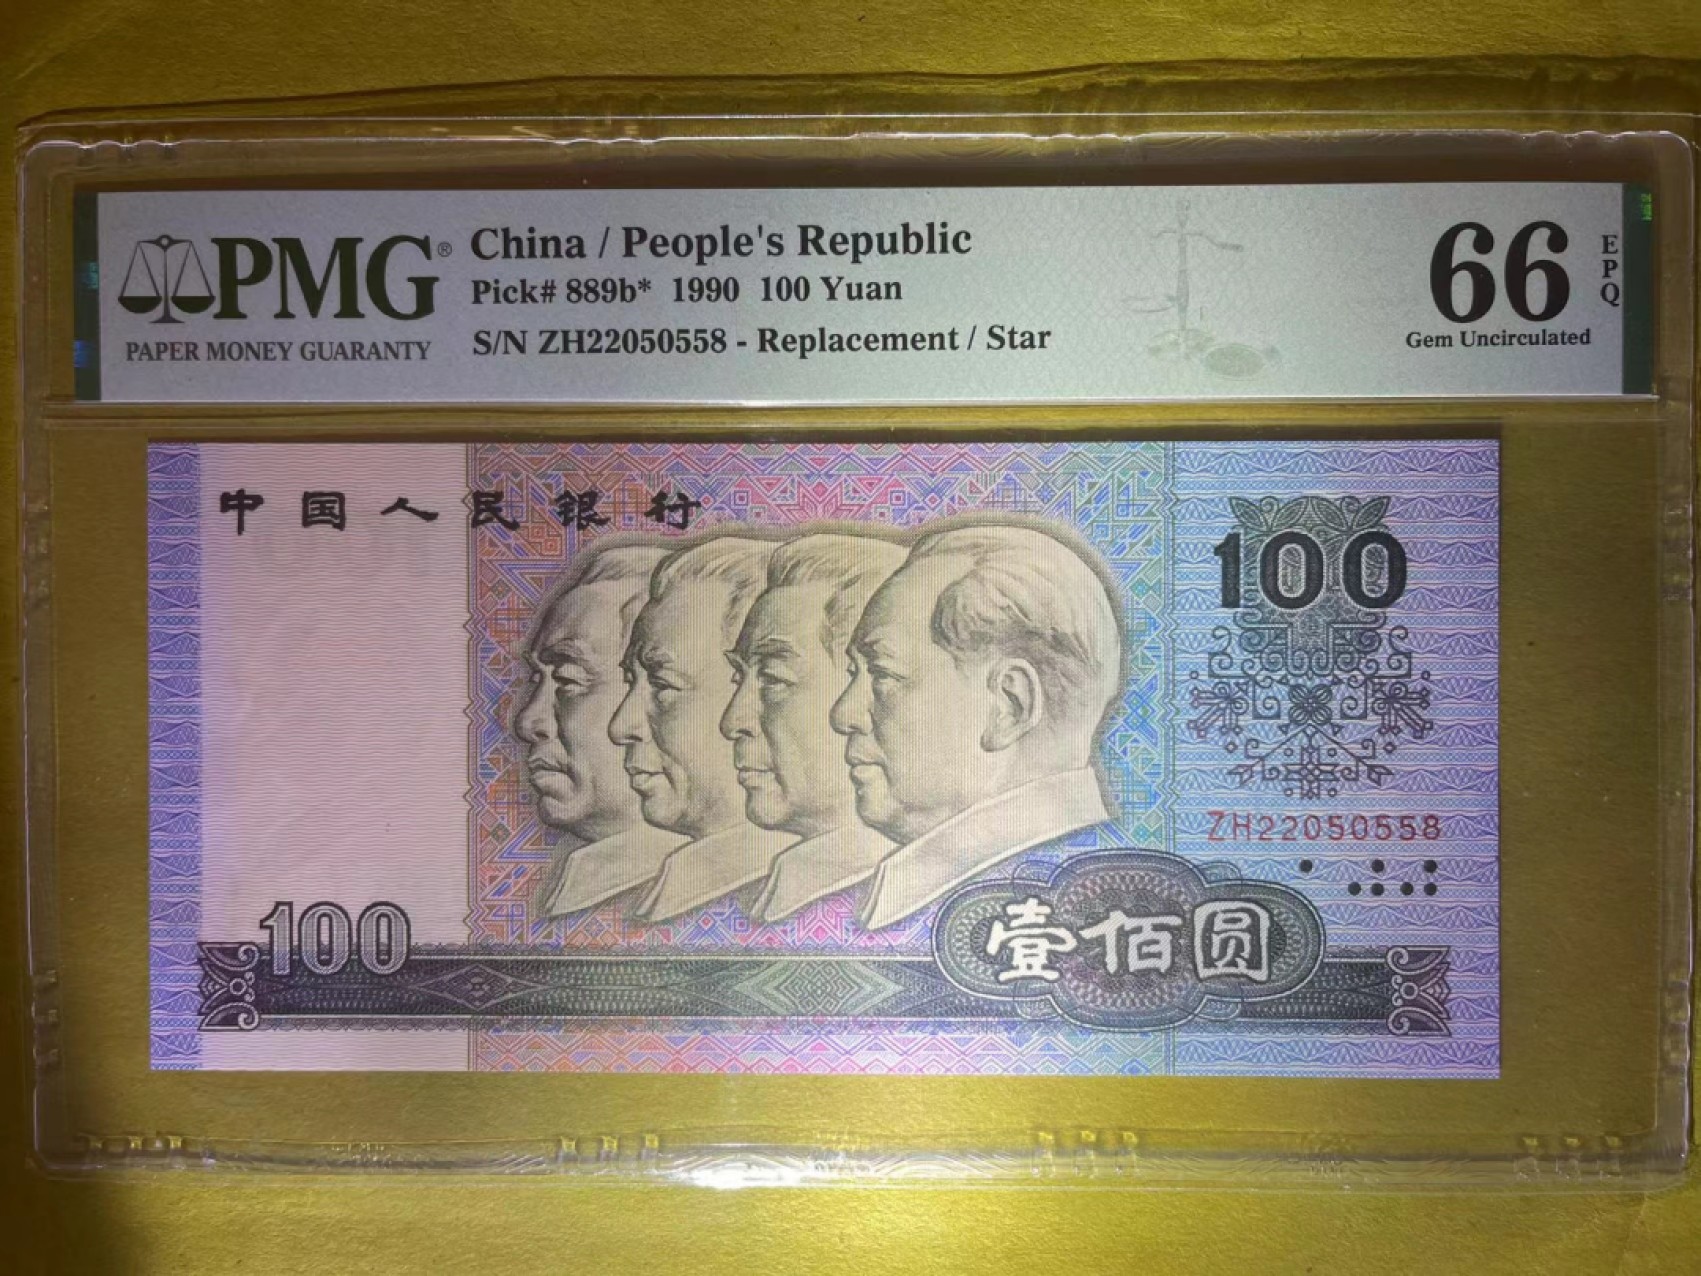 PMG®
PAPER MONEY GUARANTY
China / People's Republic
Pick# 889b* 1990 100 Yuan
S/N ZH22050558 - Replacement / Star
66
EPQ
Gem Uncirculated
中国人民银行
100
ZH22050558
100
壹佰圆